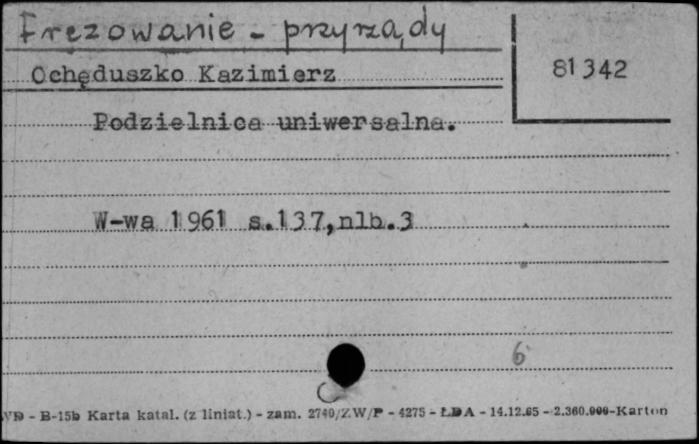 Frezowanie - przyrządy
Ochęduszko Kazimierz
81342
Podzielnica uniwersalna.
W-wa 1961 s.137,nlb.3
6
B-15b Karta katal. (z liniat.) - zam. 2740/ZW/P - 4275 - ŁDA - 14.12.65 - 2.360.000-Karton